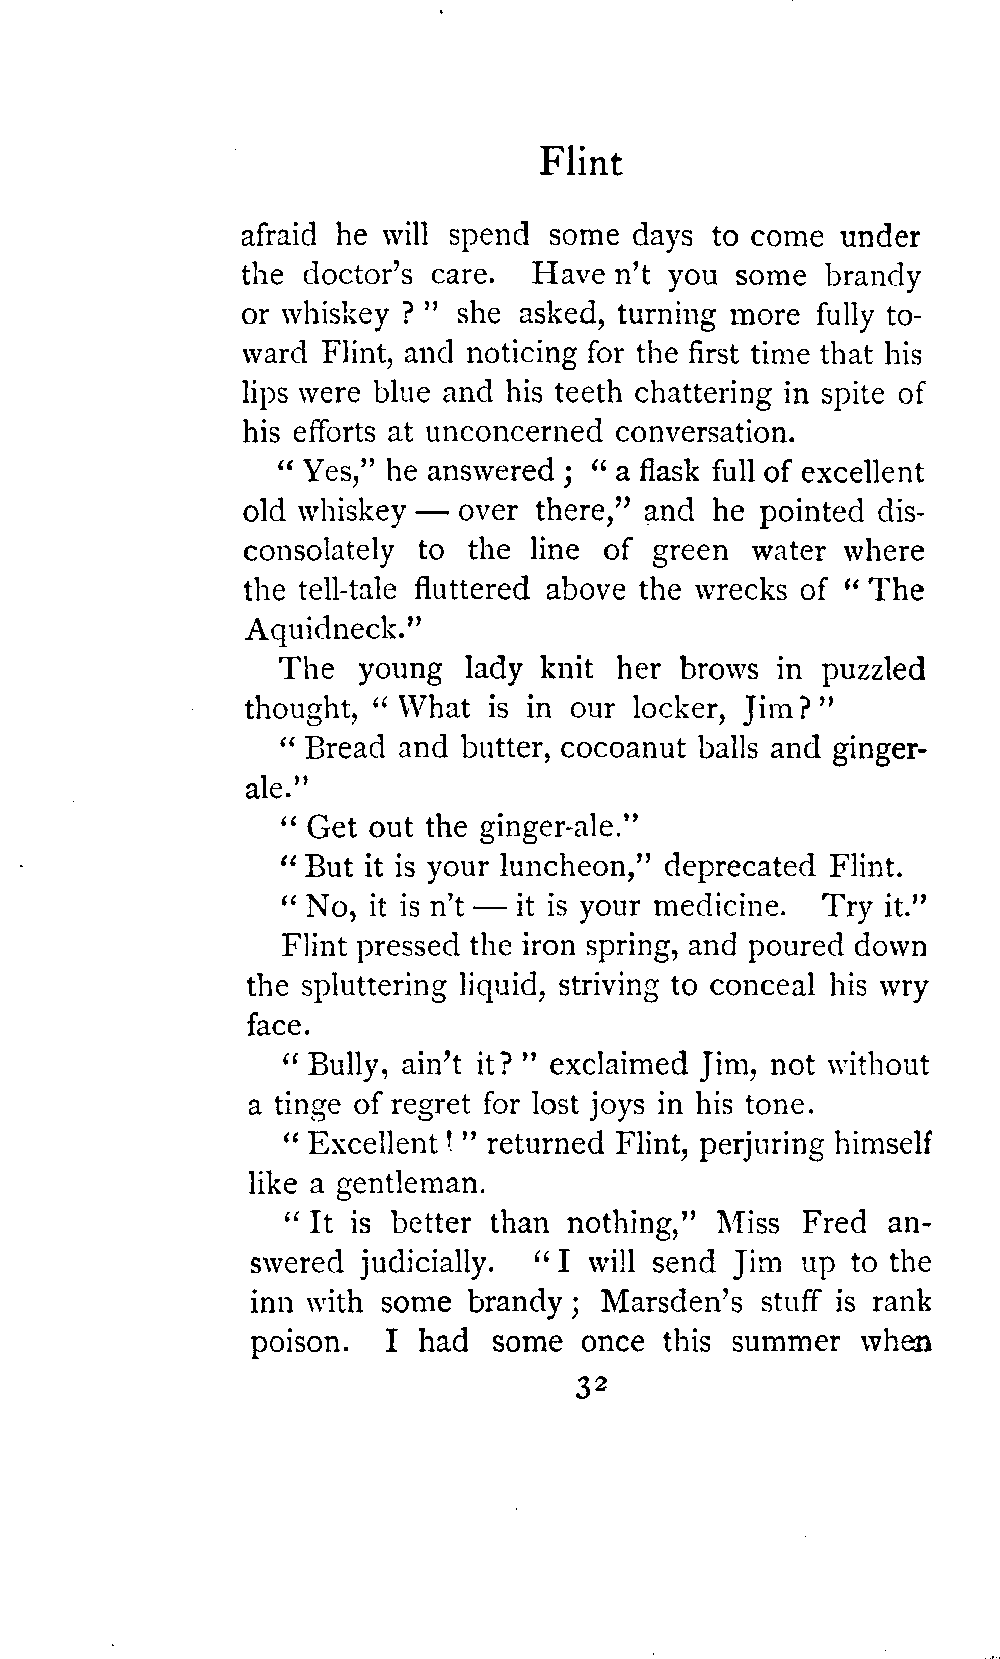 Flint
afraid he will spend some days to come under
the doctor's care. Have n't you some brandy
or whiskey ? " she asked, turning more fully to-
ward Flint, and noticing for the first time that his
lips were blue and his teeth chattering in spite of
his efforts at unconcerned conversation.
" Yes," he answered ; " a flask full of excellent
old whiskey — over there," and he pointed dis-
consolately to the line of green water where
the tell-tale fluttered above the wrecks of " The
Aquidneck."
The young lady knit her brows in puzzled
thought, " What is in our locker, Jim? "
" Bread and butter, cocoanut balls and ginger-
ale."
" Get out the ginger-ale."
" But it is your luncheon," deprecated Flint.
" No, it is n't — it is your medicine. Try it."
Flint pressed the iron spring, and poured down
the spluttering liquid, striving to conceal his wry
face.
" Bully, ain't it? " exclaimed Jim, not without
a tinge of regret for lost joys in his tone.
" Excellent ! " returned Flint, perjuring himself
like a gentleman.
" It is better than nothing," Miss Fred an-
swered judicially. " I will send Jim up to the
inn with some brandy ; Marsden's stuff is rank
poison. I had some once this summer when
32